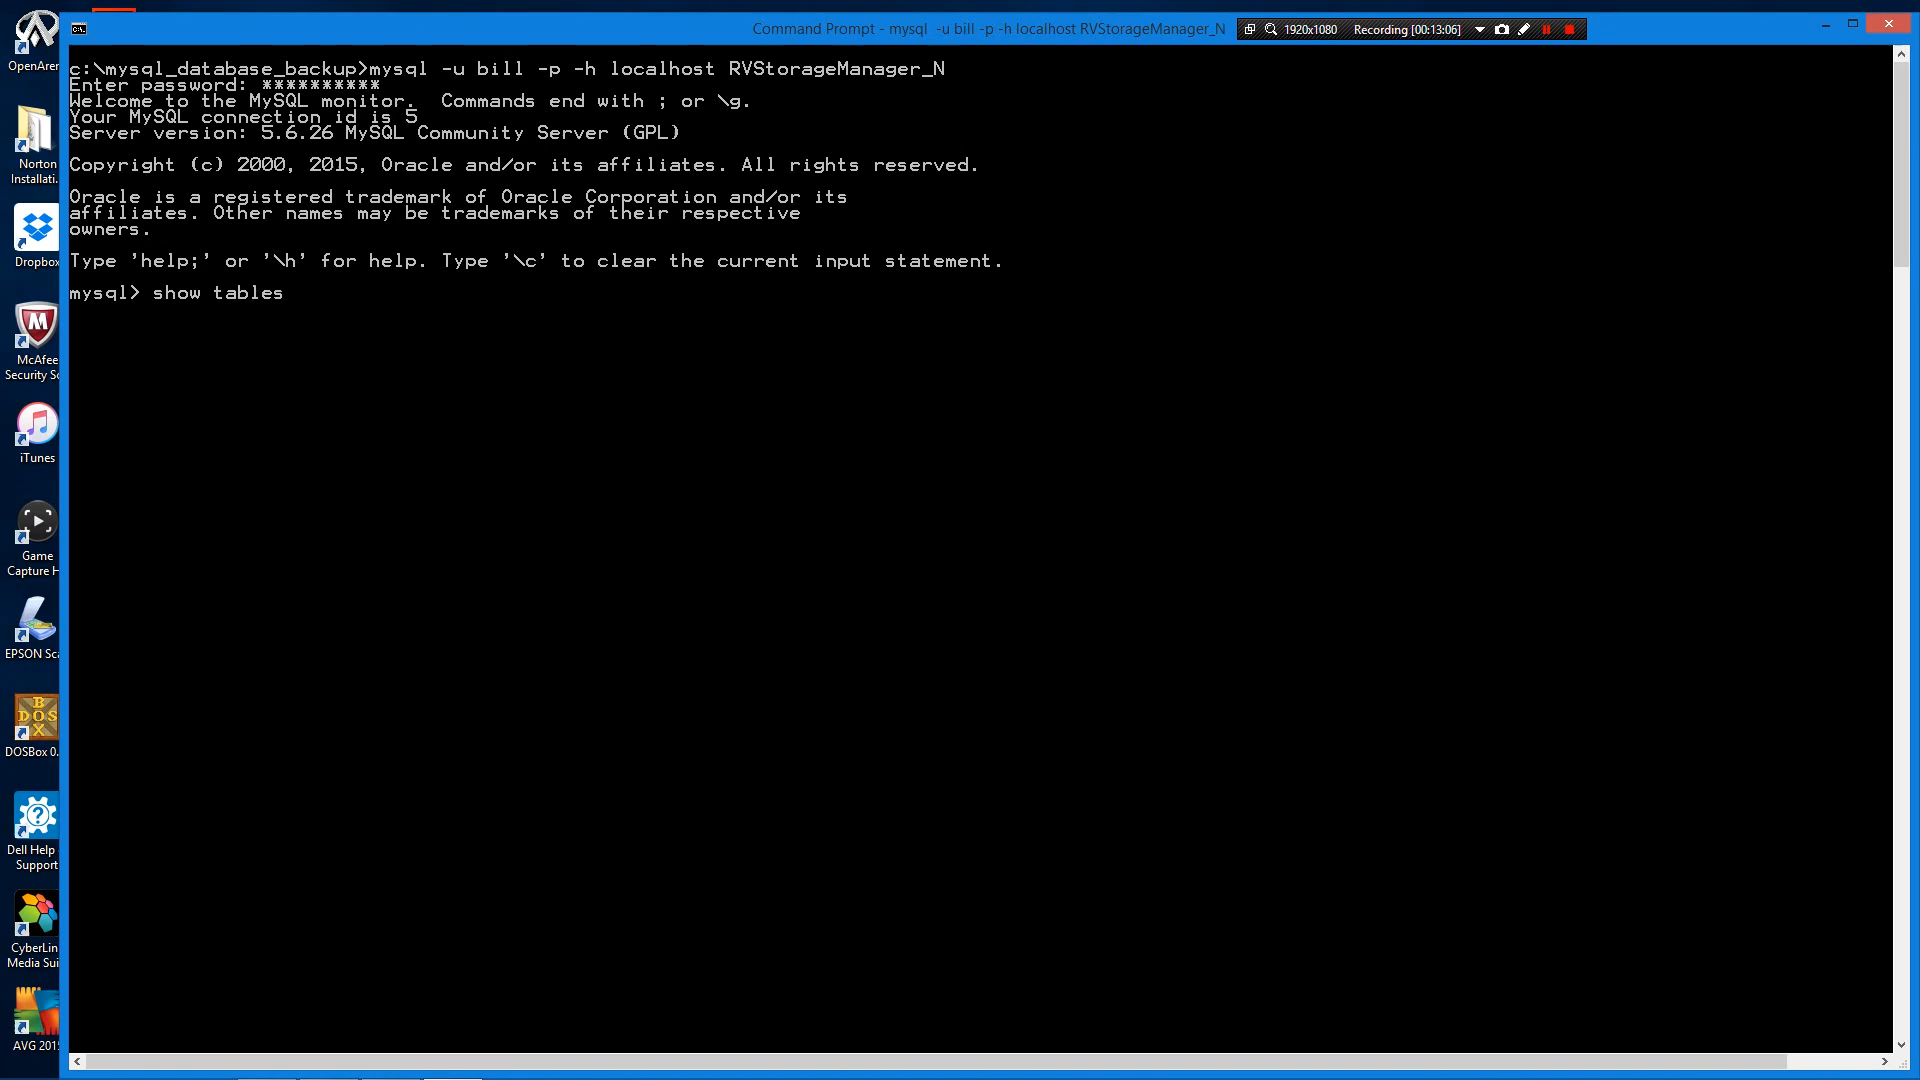 Command Prompt - mysql  -u bill -p -h localhost RVStorageManager_N
1920x1080
Recording [00:13:06]
c:\mysql_database_backup>mysql -u bill -p -h localhost RVStorageManager_N
Enter password: **********
Welcome to the MySQL monitor.  Commands end with ; or \g.
Your MySQL connection id is 5
Server version: 5.6.26 MySQL Community Server (GPL)
Copyright (c) 2000, 2015, Oracle and/or its affiliates. All rights reserved.
Oracle is a registered trademark of Oracle Corporation and/or its
affiliates. Other names may be trademarks of their respective
owners.
Type 'help;' or '\h' for help. Type '\c' to clear the current input statement.
mysql> show tables
OpenAren
Norton
Installati...
Dropbox
McAfee
Security Sc
iTunes
Game
Capture H
EPSON Sca
BOX
DOS
DOSBox 0.
Dell Help
Support
CyberLin
Media Sui
AVG 201